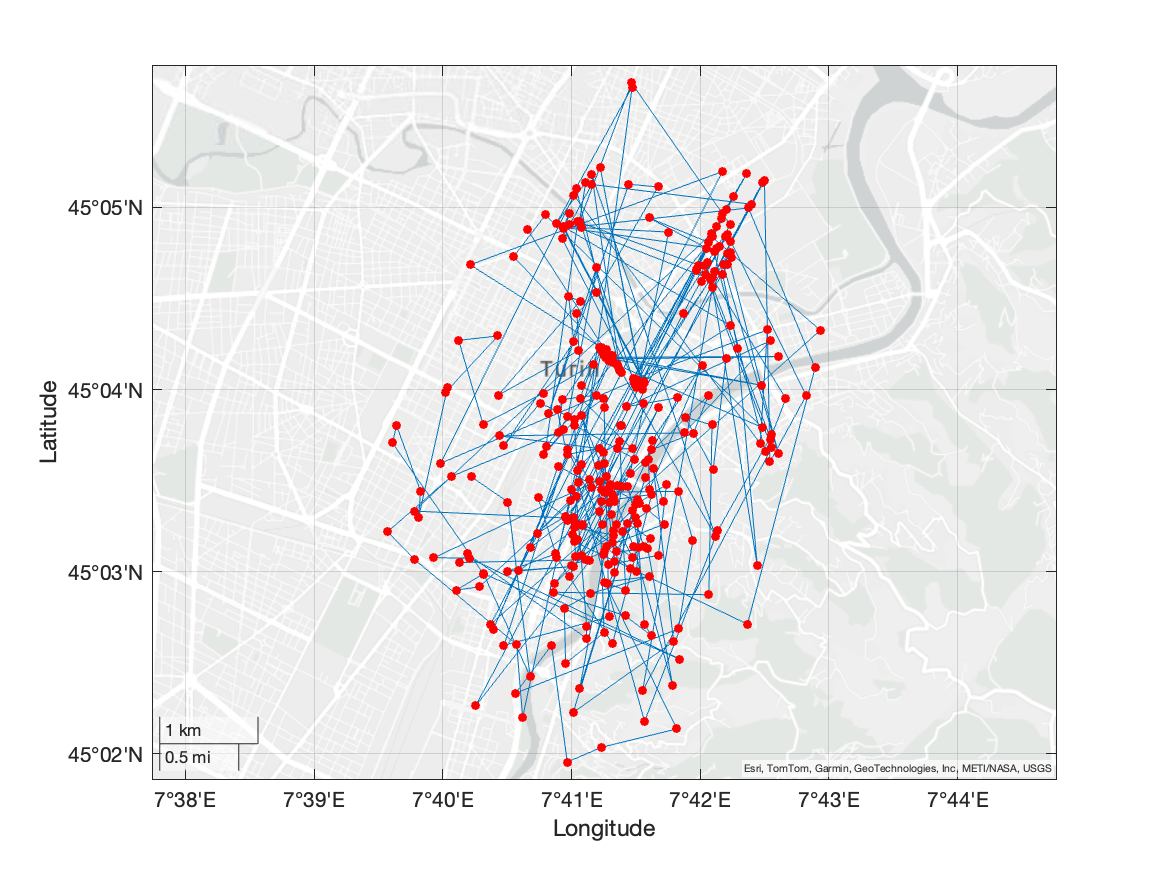 45°05'N
45°04'N
45°03'N
45°02'N
Latitude
Turin
1 km
0.5 mi
Esri, TomTom, Garmin, GeoTechnologies, Inc, METI/NASA, USGS
7°38'E 7°39'E 7°40'E 7°41'E 7°42'E 7°43'E 7°44'E
Longitude